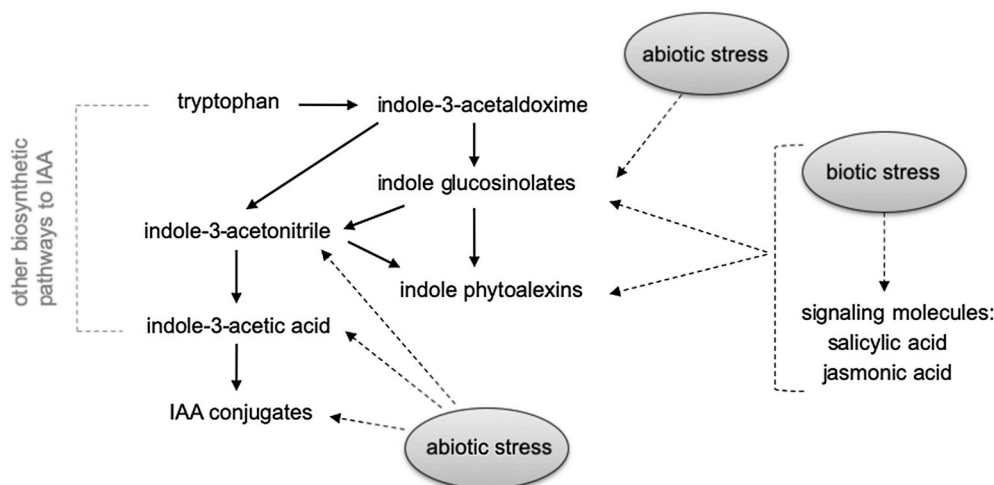 abiotic stress
tryptophan
indole-3-acetaldoxime
biotic stress
indole glucosinolates
other biosynthetic
pathways to IAA
indole-3-acetonitrile
indole phytoalexins
signaling molecules:
salicylic acid
jasmonic acid
indole-3-acetic acid
IAA conjugates
abiotic stress